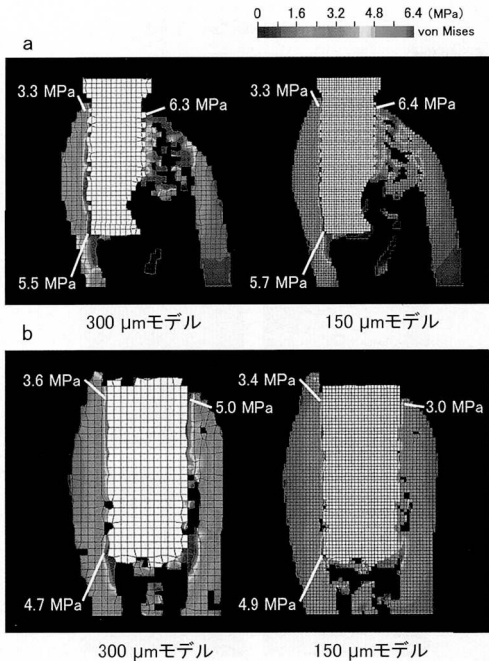 0 1.6 3.2 4.8 6.4 (MPa)
von Mises
a
3.3 MPa
6.3 MPa
5.5 MPa
3.3 MPa
6.4 MPa
5.7 MPa
300 μmモデル
150 μmモデル
b
3.6 MPa
5.0 MPa
4.7 MPa
3.4 MPa
3.0 MPa
4.9 MPa
300 μmモデル
150 μmモデル